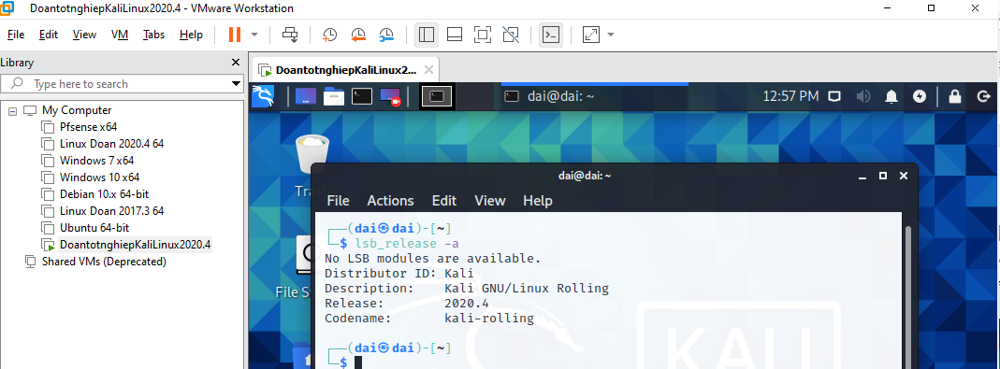 DoantotnghiepKaliLinux2020.4 - VMware Workstation
File Edit View VM Tabs Help
Library
Type here to search
My Computer
Pfsense x64
Linux Doan 2020.4 64
Windows 7 x64
Windows 10 x64
Debian 10.x 64-bit
Linux Doan 2017.3 64
Ubuntu 64-bit
DoantotnghiepKaliLinux2020.4
Shared VMs (Deprecated)
DoantotnghiepKaliLinux2...
dai@dai: ~
12:57 PM
Tras
File S
dai@dai: ~
File Actions Edit View Help
┌──(dai㉿dai)-[~]
└─$ lsb_release -a
No LSB modules are available.
Distributor ID: Kali
Description: Kali GNU/Linux Rolling
Release: 2020.4
Codename: kali-rolling
┌──(dai㉿dai)-[~]
└─$
KALI